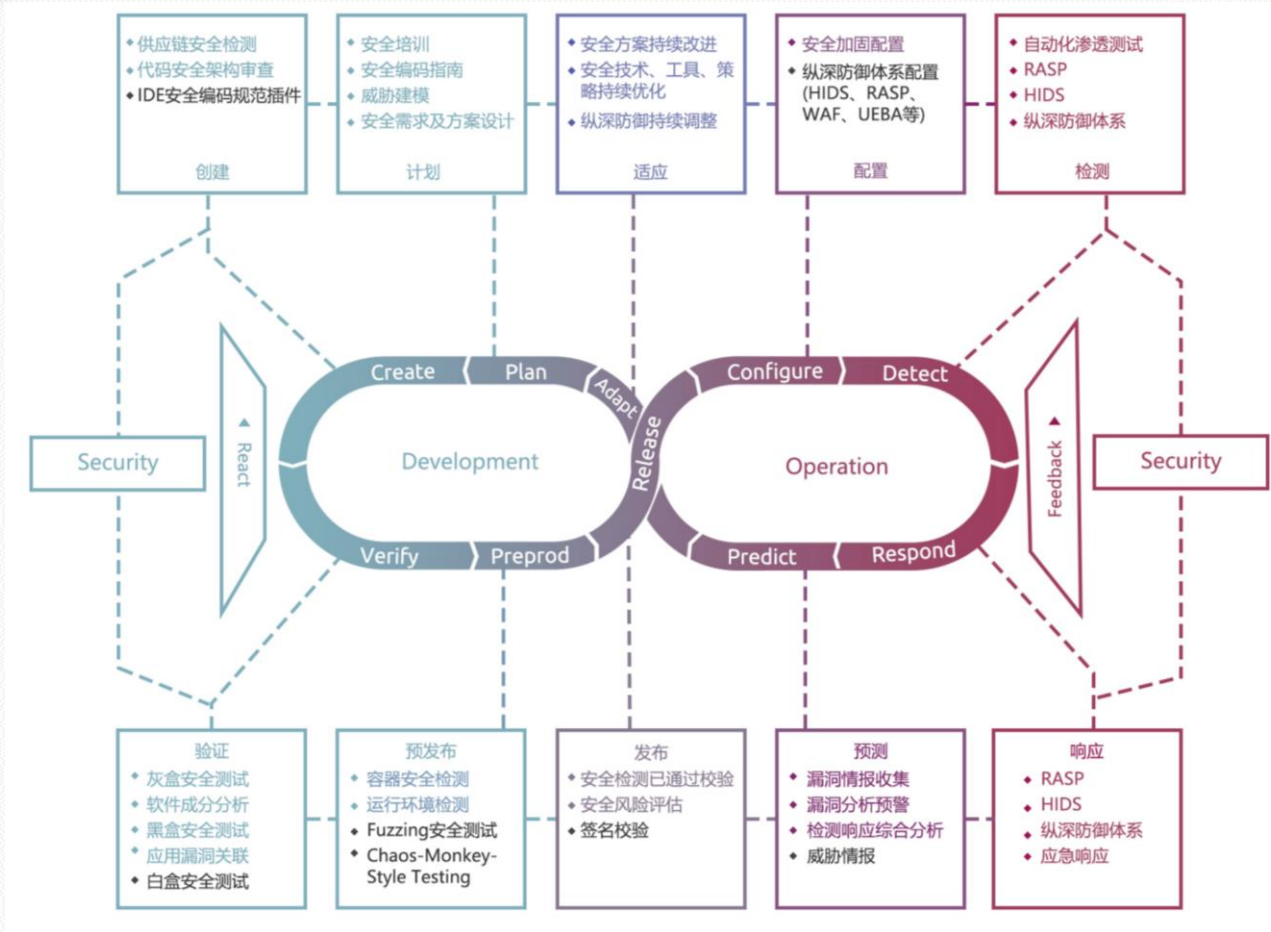 供应链安全检测
代码安全架构审查
IDE安全编码规范插件
创建
安全培训
安全编码指南
威胁建模
安全需求及方案设计
计划
安全方案持续改进
安全技术、工具、策
略持续优化
纵深防御持续调整
适应
安全加固配置
纵深防御体系配置
(HIDS、RASP、
WAF、UEBA等)
配置
自动化渗透测试
RASP
HIDS
纵深防御体系
检测
Create
Plan
Adapt
Release
Configure
Detect
Security
React
Development
Operation
Feedback
Security
Verify
Preprod
Predict
Respond
验证
灰盒安全测试
软件成分分析
黑盒安全测试
应用漏洞关联
白盒安全测试
预发布
容器安全检测
运行环境检测
Fuzzing安全测试
Chaos-Monkey-
Style Testing
发布
安全检测已通过校验
安全风险评估
签名校验
预测
漏洞情报收集
漏洞分析预警
检测响应综合分析
威胁情报
响应
RASP
HIDS
纵深防御体系
应急响应